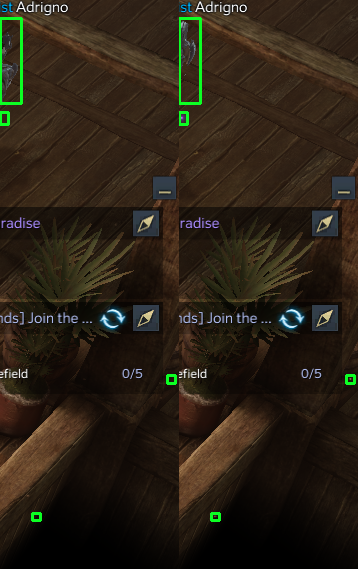 st Adrigno st Adrigno
radise radise
nds] Join the ... nds] Join the ...
efield 0/5 efield 0/5